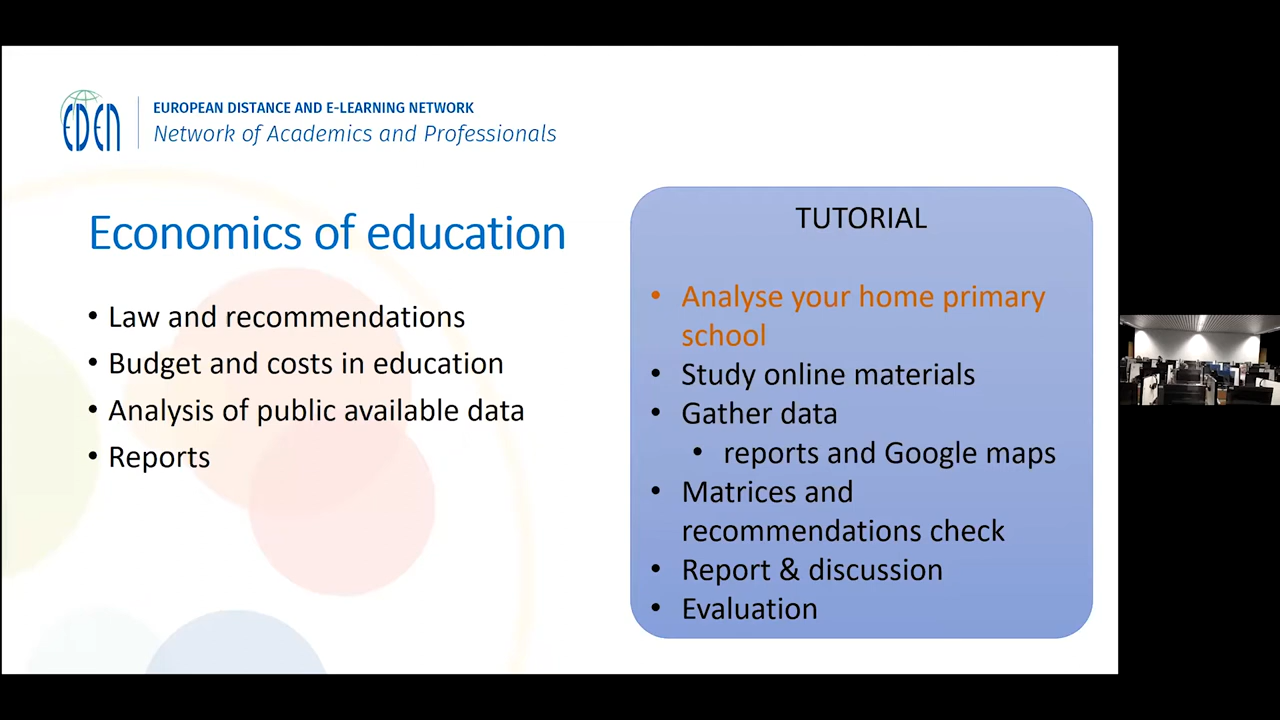 EDEN
EUROPEAN DISTANCE AND E-LEARNING NETWORK
Network of Academics and Professionals
Economics of education
• Law and recommendations
• Budget and costs in education
• Analysis of public available data
• Reports
TUTORIAL
• Analyse your home primary
school
• Study online materials
• Gather data
• reports and Google maps
• Matrices and
recommendations check
• Report & discussion
• Evaluation